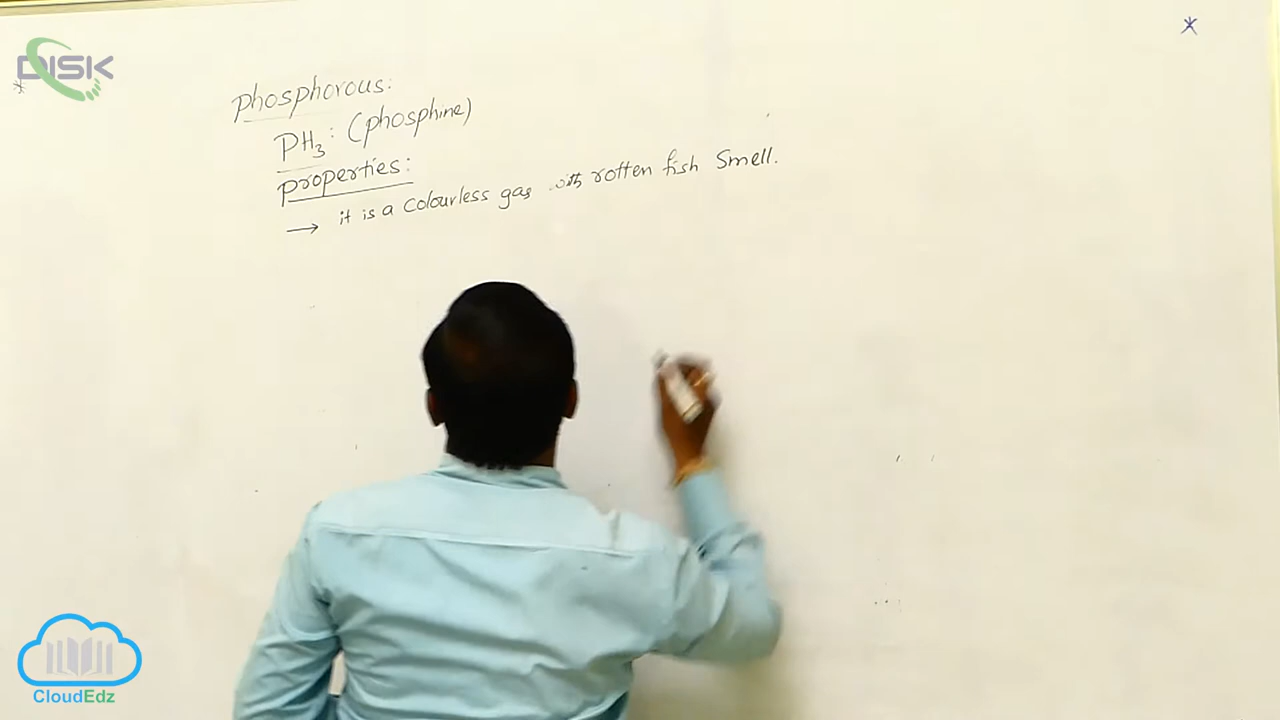 DISK
phosphorous:
PH3: (phosphine)
properties:
→ it is a colourless gas with rotten fish smell.
CloudEdz